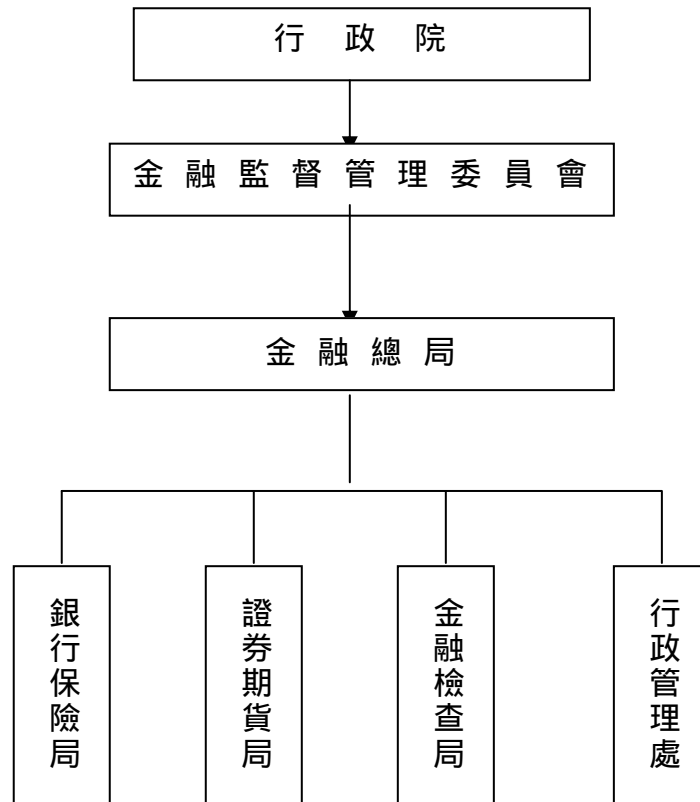 行 政 院
金 融 監 督 管 理 委 員 會
金 融 總 局
銀行保險局
證券期貨局
金融檢查局
行政管理處